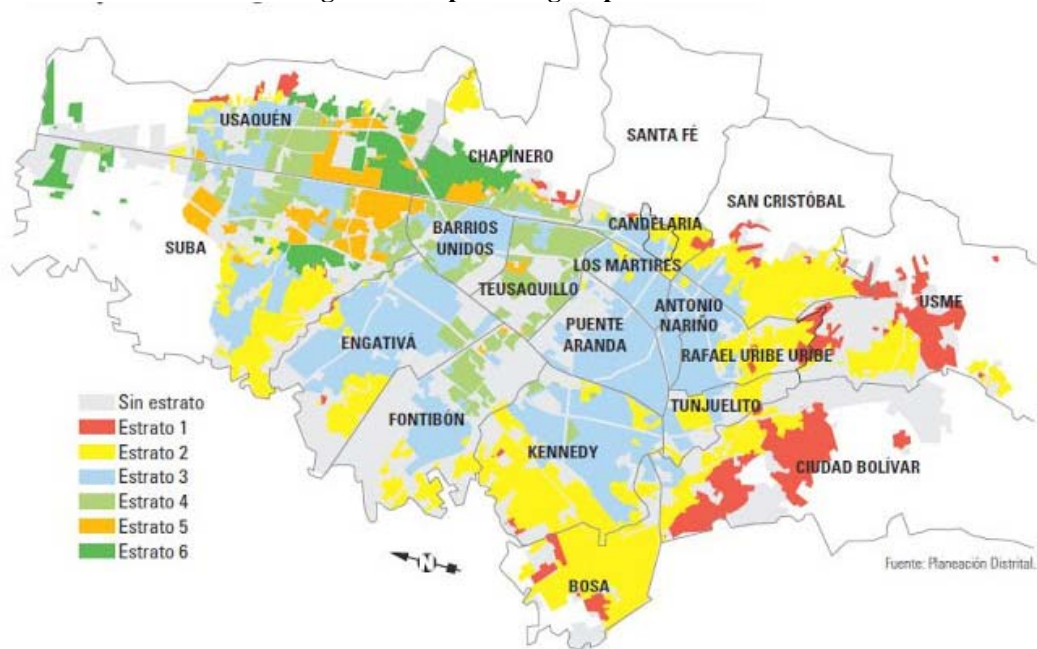 USAQUÉN
CHAPINERO
SANTA FÉ
SAN CRISTÓBAL
CANDELARIA
BARRIOS
UNIDOS
SUBA
LOS MÁRTIRES
TEUSAQUILLO
ANTONIO
NARIÑO
USME
PUENTE
ARANDA
ENGATIVÁ
RAFAEL URIBE URIBE
TUNJUELITO
FONTIBÓN
KENNEDY
CIUDAD BOLÍVAR
BOSA
Sin estrato
Estrato 1
Estrato 2
Estrato 3
Estrato 4
Estrato 5
Estrato 6
N
Fuente: Planeación Distrital.